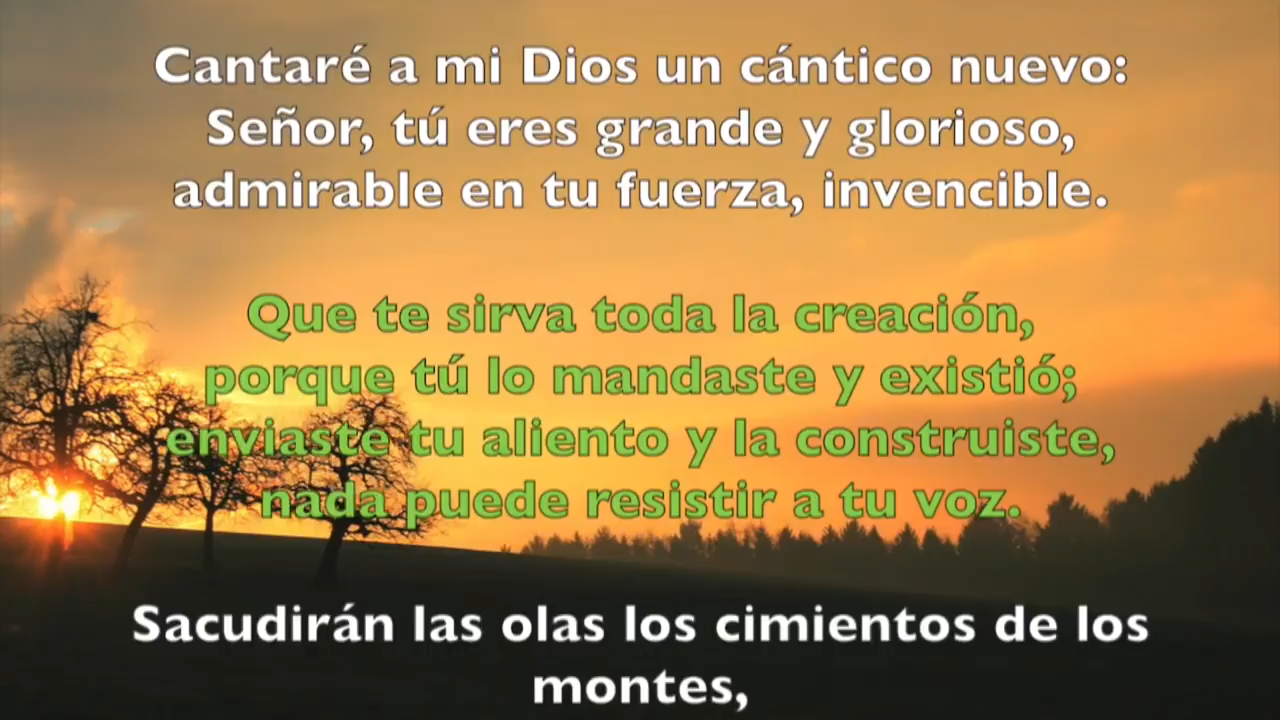 Cantaré a mi Dios un cántico nuevo:
Señor, tú eres grande y glorioso,
admirable en tu fuerza, invencible.
Que te sirva toda la creación,
porque tú lo mandaste y existió;
enviaste tu aliento y la construiste,
nada puede resistir a tu voz.
Sacudirán las olas los cimientos de los
montes,